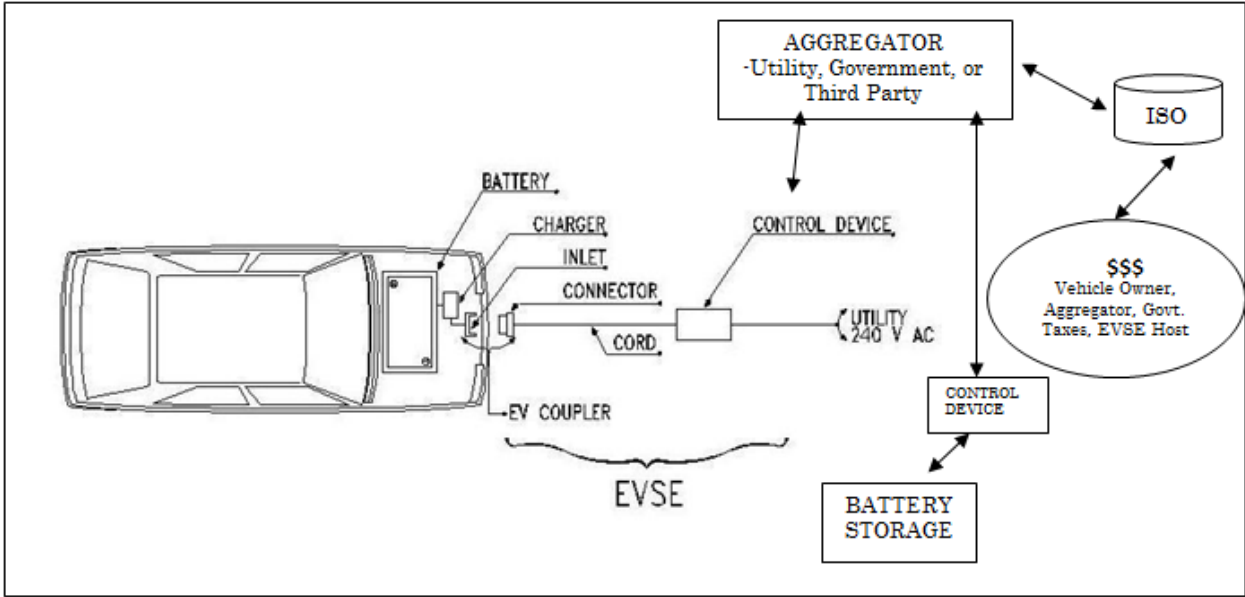 AGGREGATOR
-Utility, Government, or
Third Party
ISO
BATTERY
CHARGER
INLET
CONNECTOR
CORD
CONTROL DEVICE
UTILITY
240 V AC
EV COUPLER
EVSE
$$$
Vehicle Owner,
Aggregator, Govt.
Taxes, EVSE Host
CONTROL
DEVICE
BATTERY
STORAGE